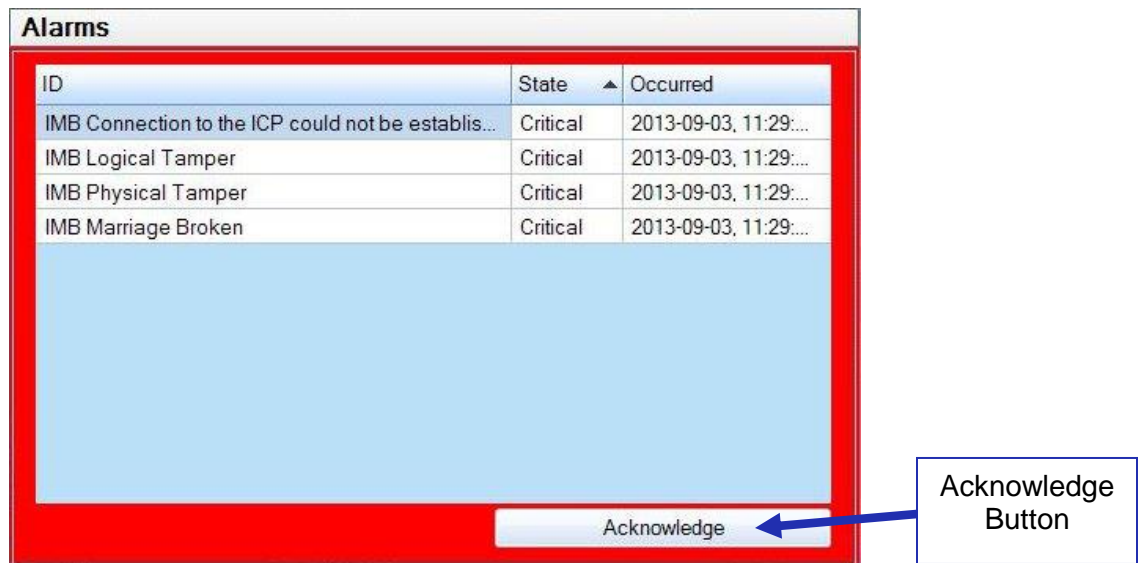 Alarms
ID State Occurred
IMB Connection to the ICP could not be establis... Critical 2013-09-03, 11:29:...
IMB Logical Tamper Critical 2013-09-03, 11:29:...
IMB Physical Tamper Critical 2013-09-03, 11:29:...
IMB Marriage Broken Critical 2013-09-03, 11:29:...
Acknowledge
Acknowledge
Button